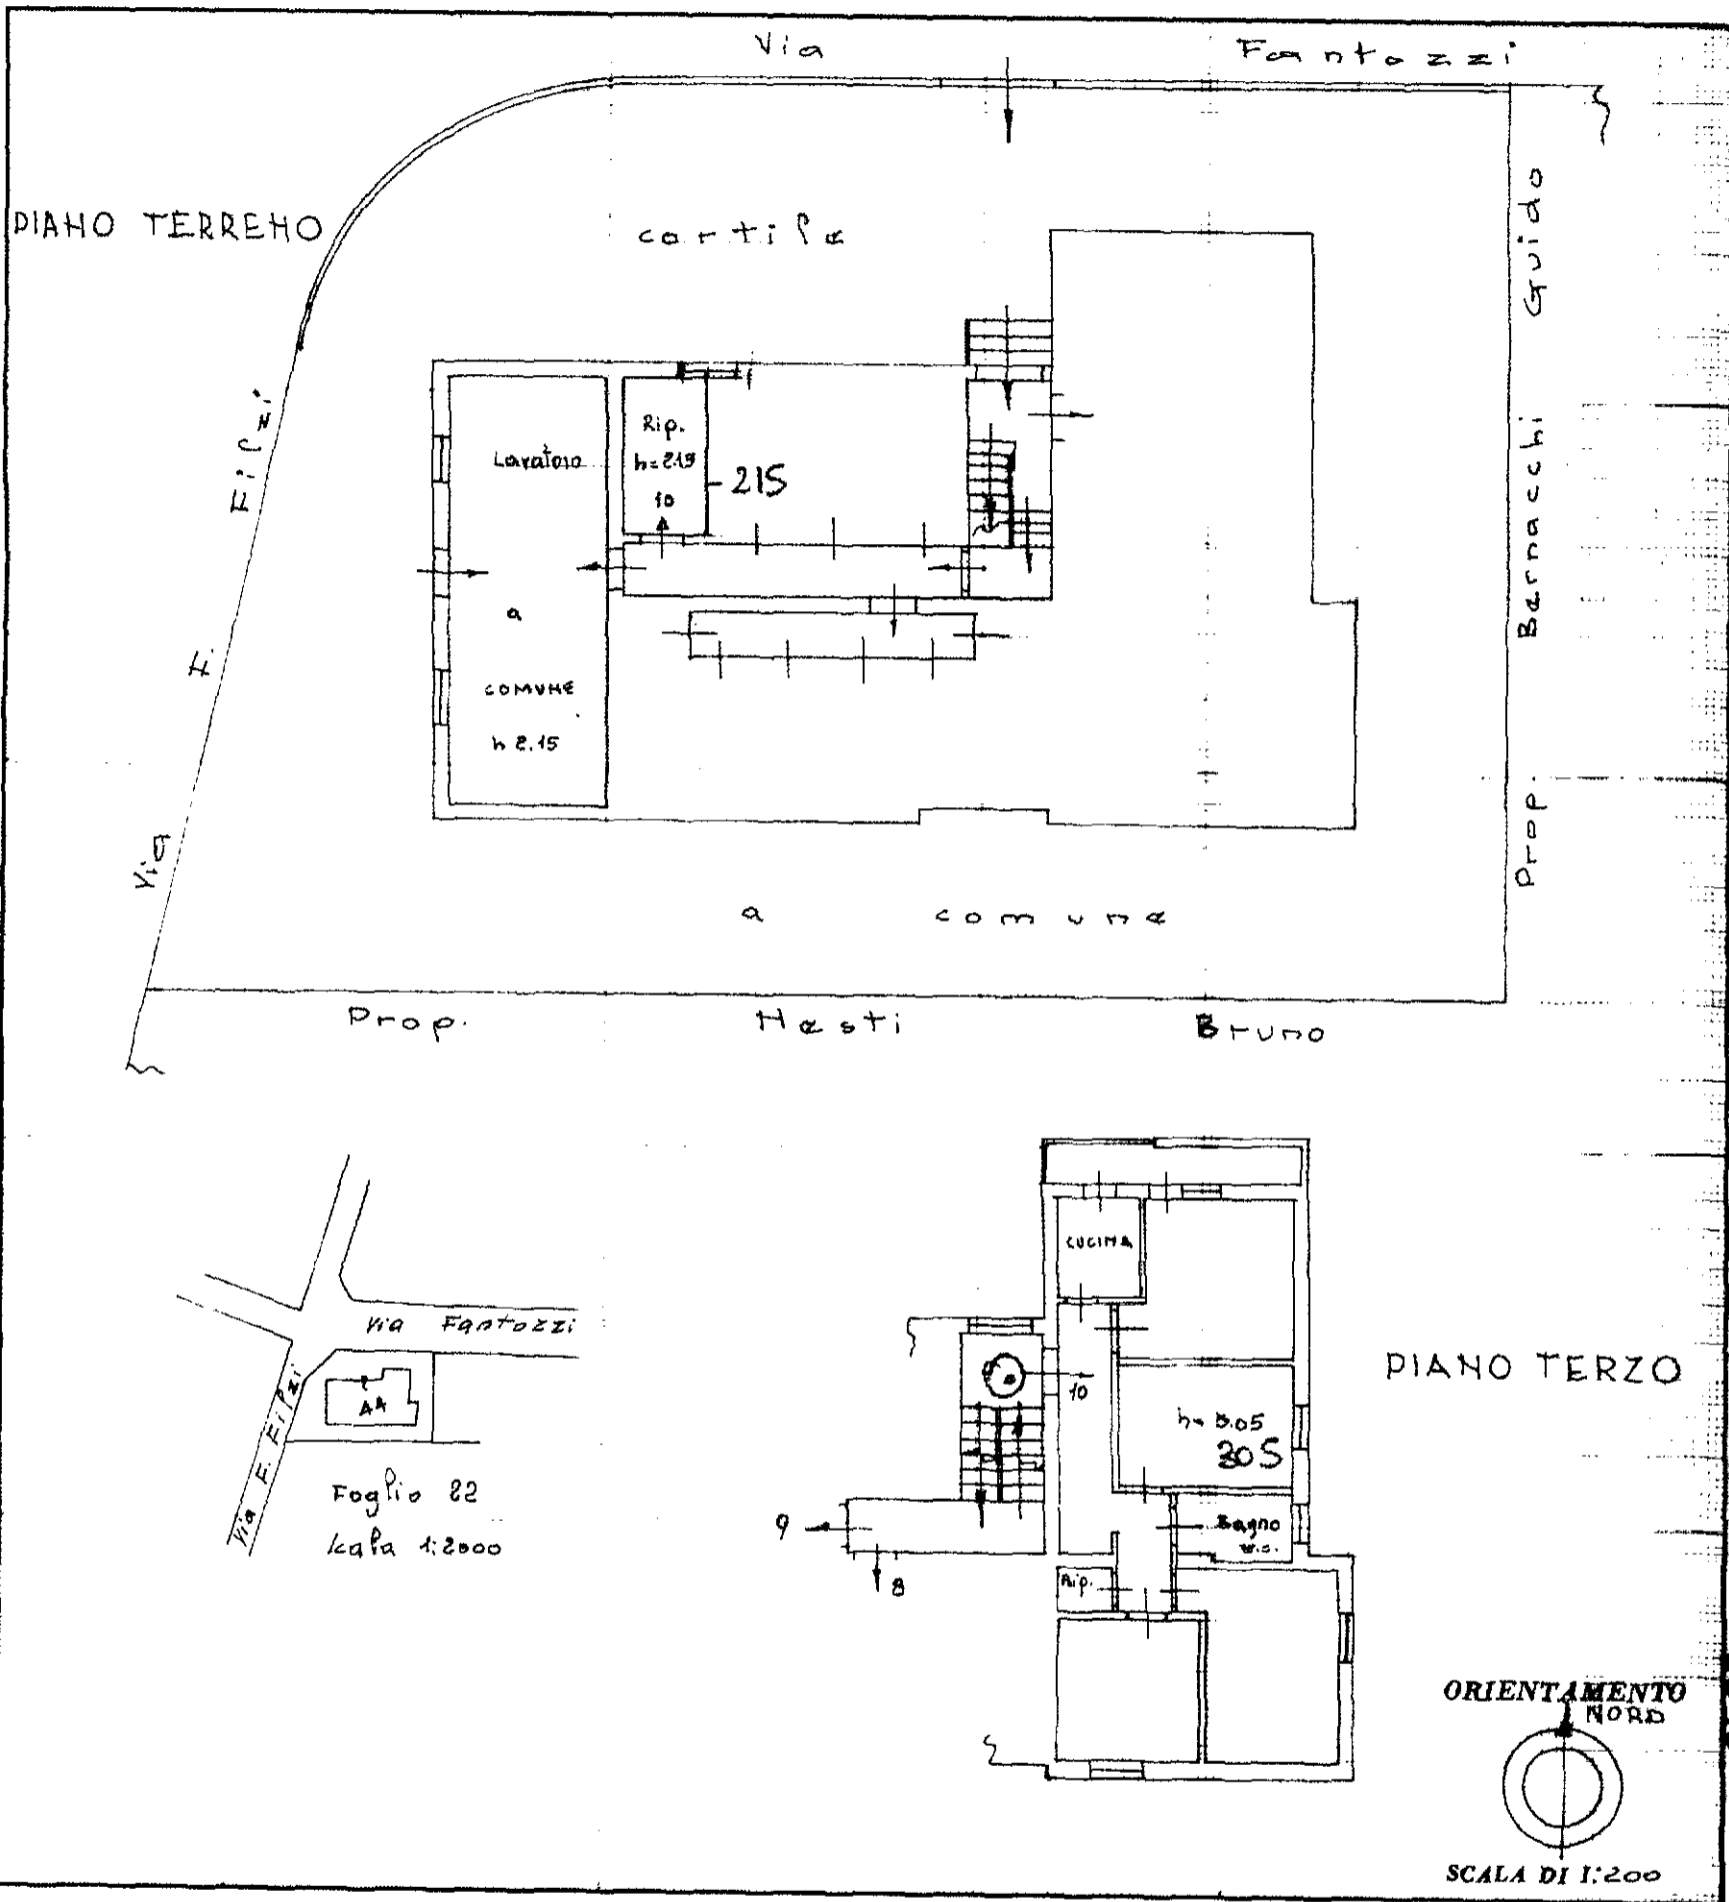 Via Fantozzi
PIANO TERRENO
cortile
Via F. Filzi
Prop. Bernacchi Guido
Rip.
h=2.15
10
215
Lavatoio
a
COMUNE
h 2.15
a comune
Prop. Nesti Bruno
CUCINA
Via Fantozzi
Via F. Filzi
AA
Foglio 22
Scala 1:2000
PIANO TERZO
10
h=3.05
305
Bagno
w.c.
9
8
Rip.
ORIENTAMENTO
NORD
SCALA DI 1:200